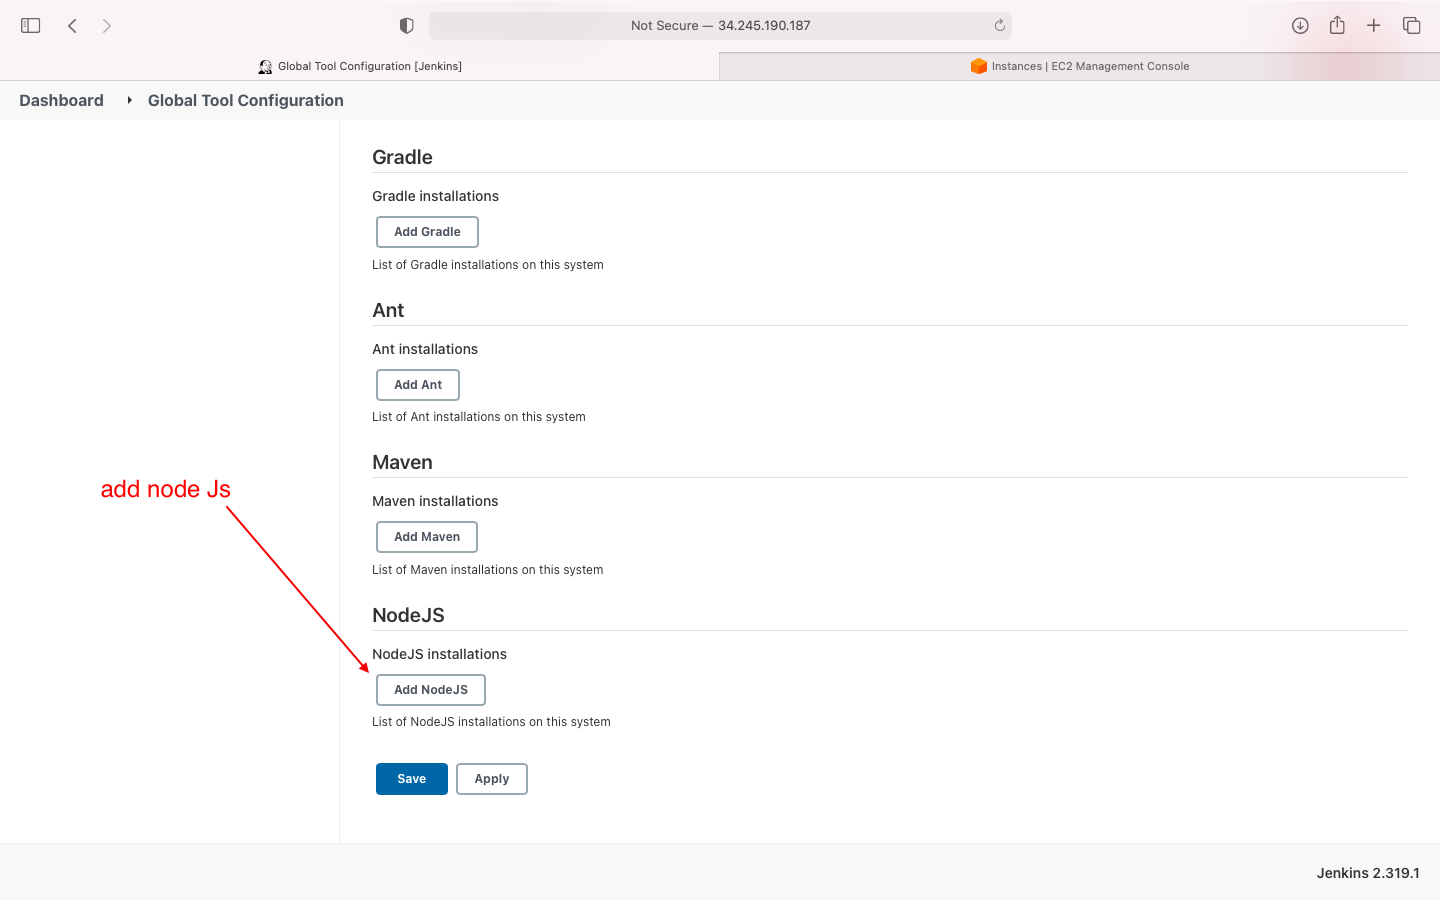 Not Secure — 34.245.190.187
Global Tool Configuration [Jenkins]
Instances | EC2 Management Console
Dashboard
Global Tool Configuration
Gradle
Gradle installations
Add Gradle
List of Gradle installations on this system
Ant
Ant installations
Add Ant
List of Ant installations on this system
Maven
add node Js
Maven installations
Add Maven
List of Maven installations on this system
NodeJS
NodeJS installations
Add NodeJS
List of NodeJS installations on this system
Save
Apply
Jenkins 2.319.1